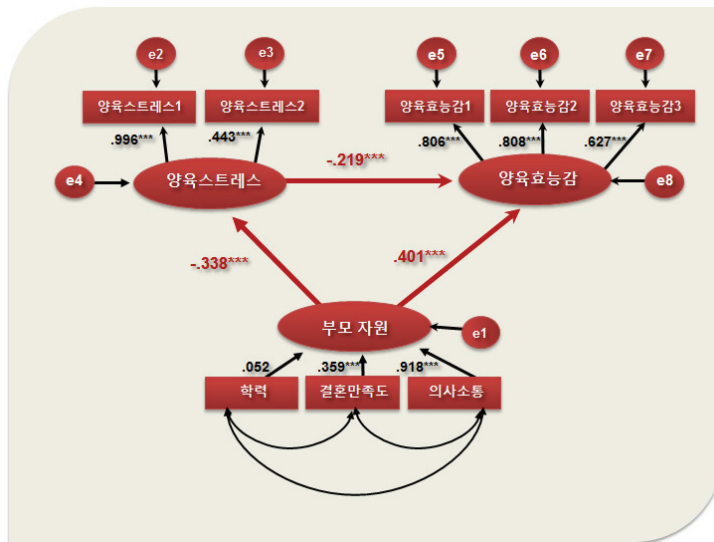 e2
e3
e5
e6
e7
양육스트레스1
양육스트레스2
양육효능감1
양육효능감2
양육효능감3
.996***
.443***
.806***
.808***
.627***
e4
양육스트레스
-.219***
양육효능감
e8
-.338***
.401***
부모 자원
e1
.052
.359***
.918***
학력
결혼만족도
의사소통